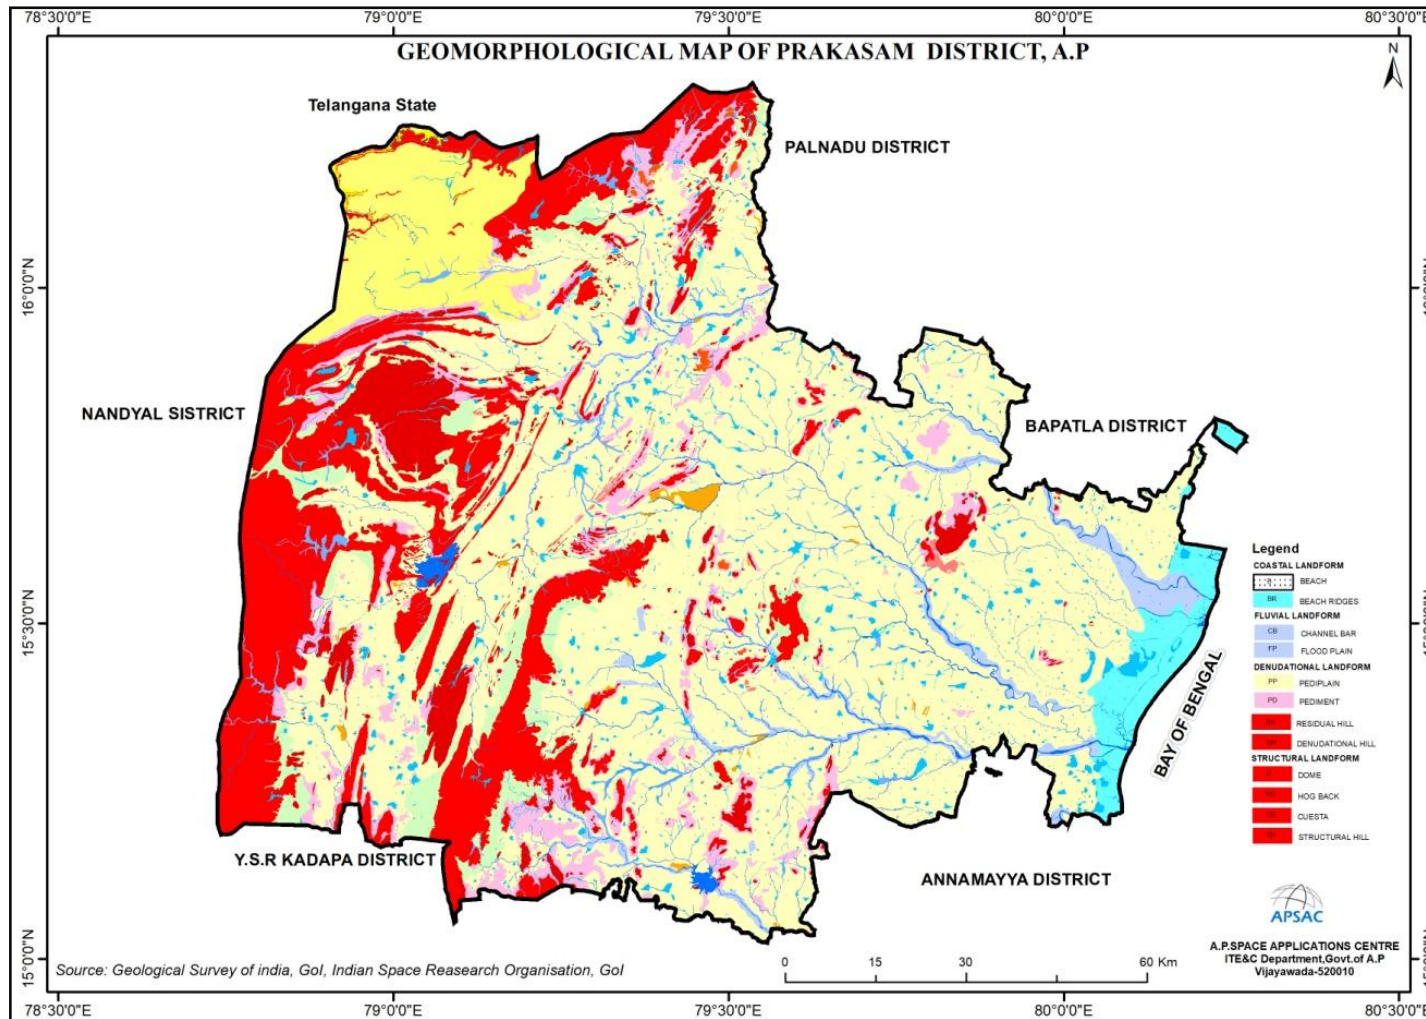 78°30'0"E 79°0'0"E 79°30'0"E 80°0'0"E 80°30'0"E
GEOMORPHOLOGICAL MAP OF PRAKASAM DISTRICT, A.P
N
Telangana State
PALNADU DISTRICT
16°0'0"N
NANDYAL SISTRICT
BAPATLA DISTRICT
15°30'0"N
BAY OF BENGAL
Legend
COASTAL LANDFORM
BEACH
BR BEACH RIDGES
FLUVIAL LANDFORM
CB CHANNEL BAR
FP FLOOD PLAIN
DENUDATIONAL LANDFORM
PP PEDIPLAIN
PD PEDIMENT
RESIDUAL HILL
DENUDATIONAL HILL
STRUCTURAL LANDFORM
DOME
HOG BACK
CUESTA
STRUCTURAL HILL
Y.S.R KADAPA DISTRICT
ANNAMAYYA DISTRICT
APSAC
A.P.SPACE APPLICATIONS CENTRE
ITE&C Department,Govt.of A.P
Vijayawada-520010
15°0'0"N
Source: Geological Survey of india, GoI, Indian Space Reasearch Organisation, GoI
0 15 30 60 Km
78°30'0"E 79°0'0"E 79°30'0"E 80°0'0"E 80°30'0"E